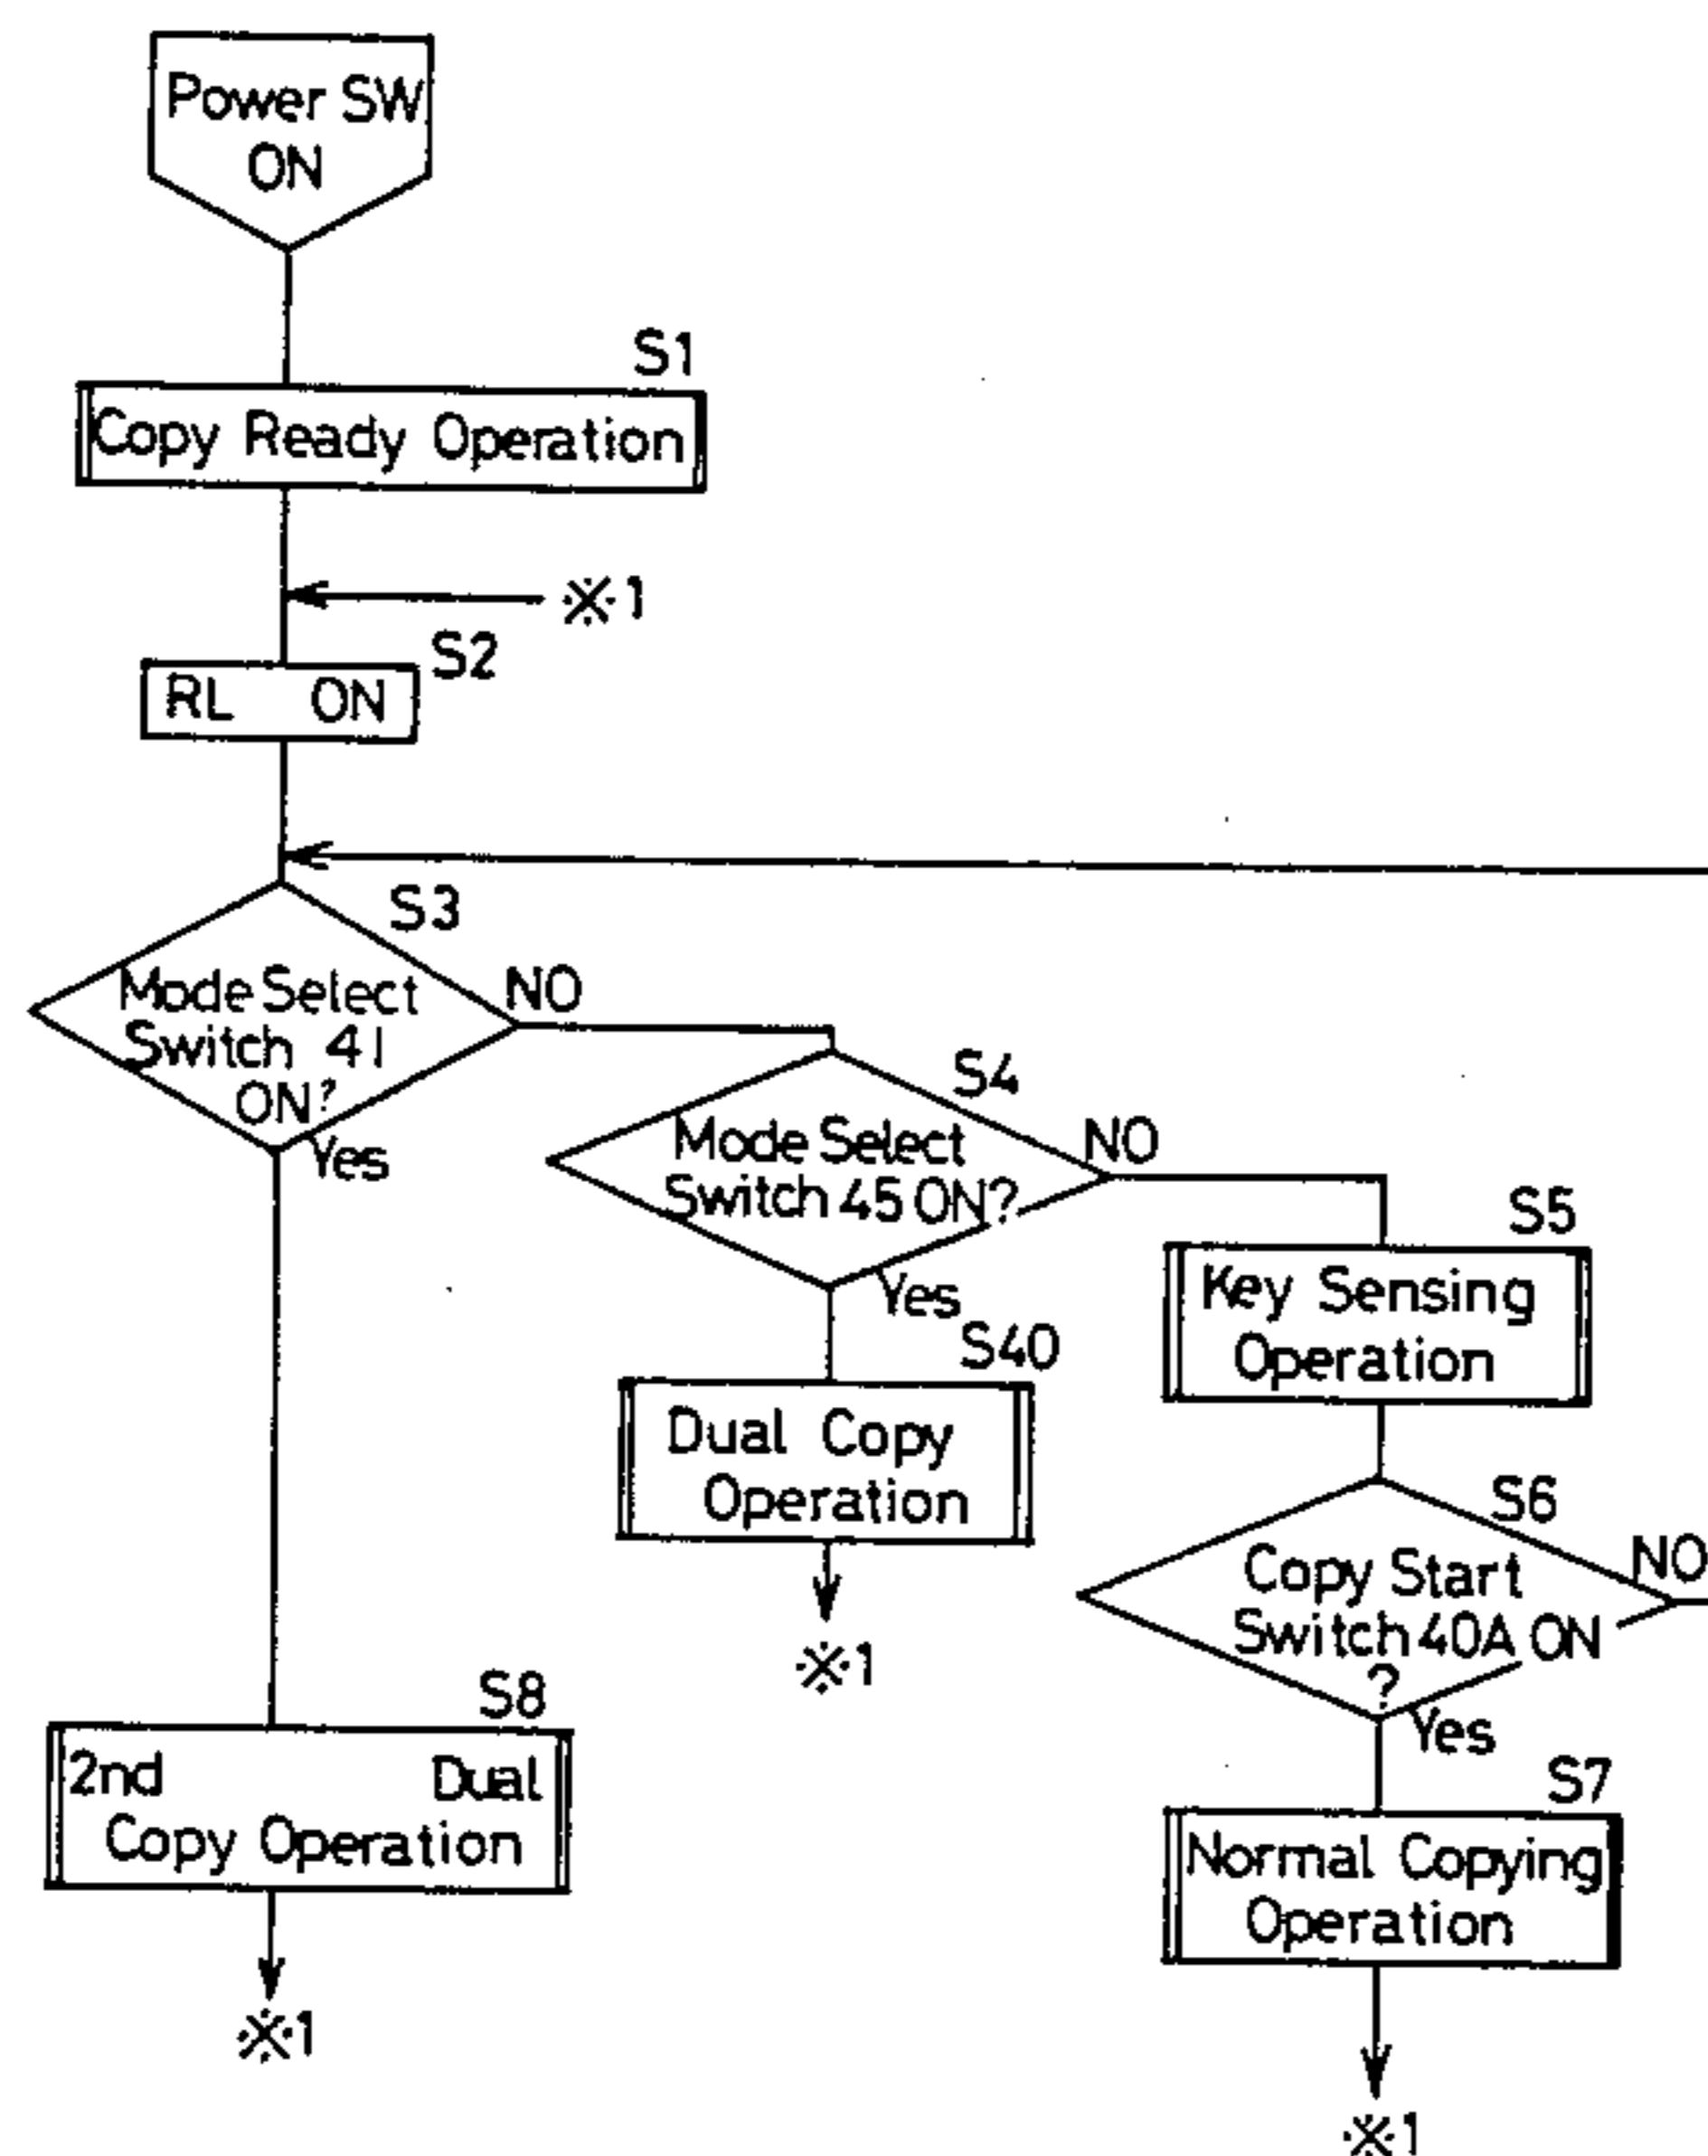 Power SW
ON
S1
Copy Ready Operation
※1
S2
RL ON
S3
Mode Select
Switch 41
ON?
NO
Yes
S4
Mode Select
Switch 45 ON?
NO
Yes
S40
Dual Copy
Operation
※1
S5
Key Sensing
Operation
S6
Copy Start
Switch 40A ON
?
NO
Yes
S7
Normal Copying
Operation
※1
S8
2nd Dual
Copy Operation
※1